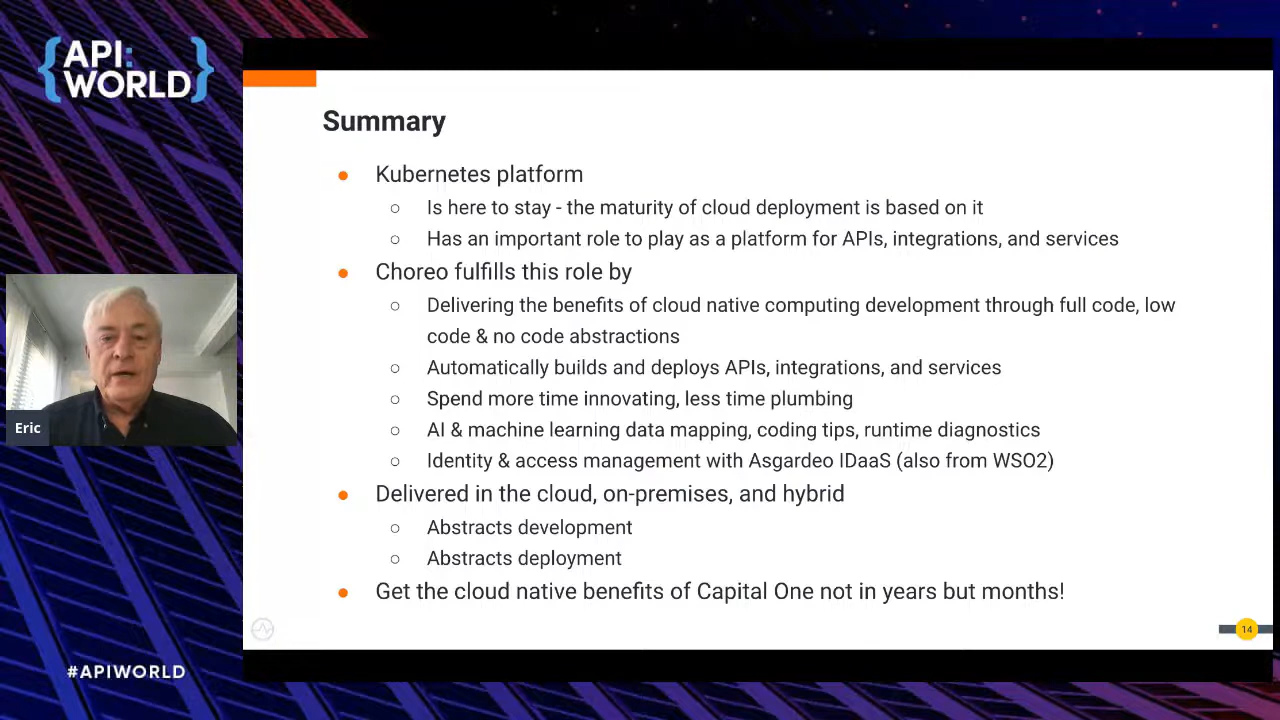 {API:
WORLD}
Summary
● Kubernetes platform
○ Is here to stay - the maturity of cloud deployment is based on it
○ Has an important role to play as a platform for APIs, integrations, and services
● Choreo fulfills this role by
○ Delivering the benefits of cloud native computing development through full code, low
code & no code abstractions
○ Automatically builds and deploys APIs, integrations, and services
○ Spend more time innovating, less time plumbing
○ AI & machine learning data mapping, coding tips, runtime diagnostics
○ Identity & access management with Asgardeo IDaaS (also from WSO2)
● Delivered in the cloud, on-premises, and hybrid
○ Abstracts development
○ Abstracts deployment
● Get the cloud native benefits of Capital One not in years but months!
14
Eric
#APIWORLD